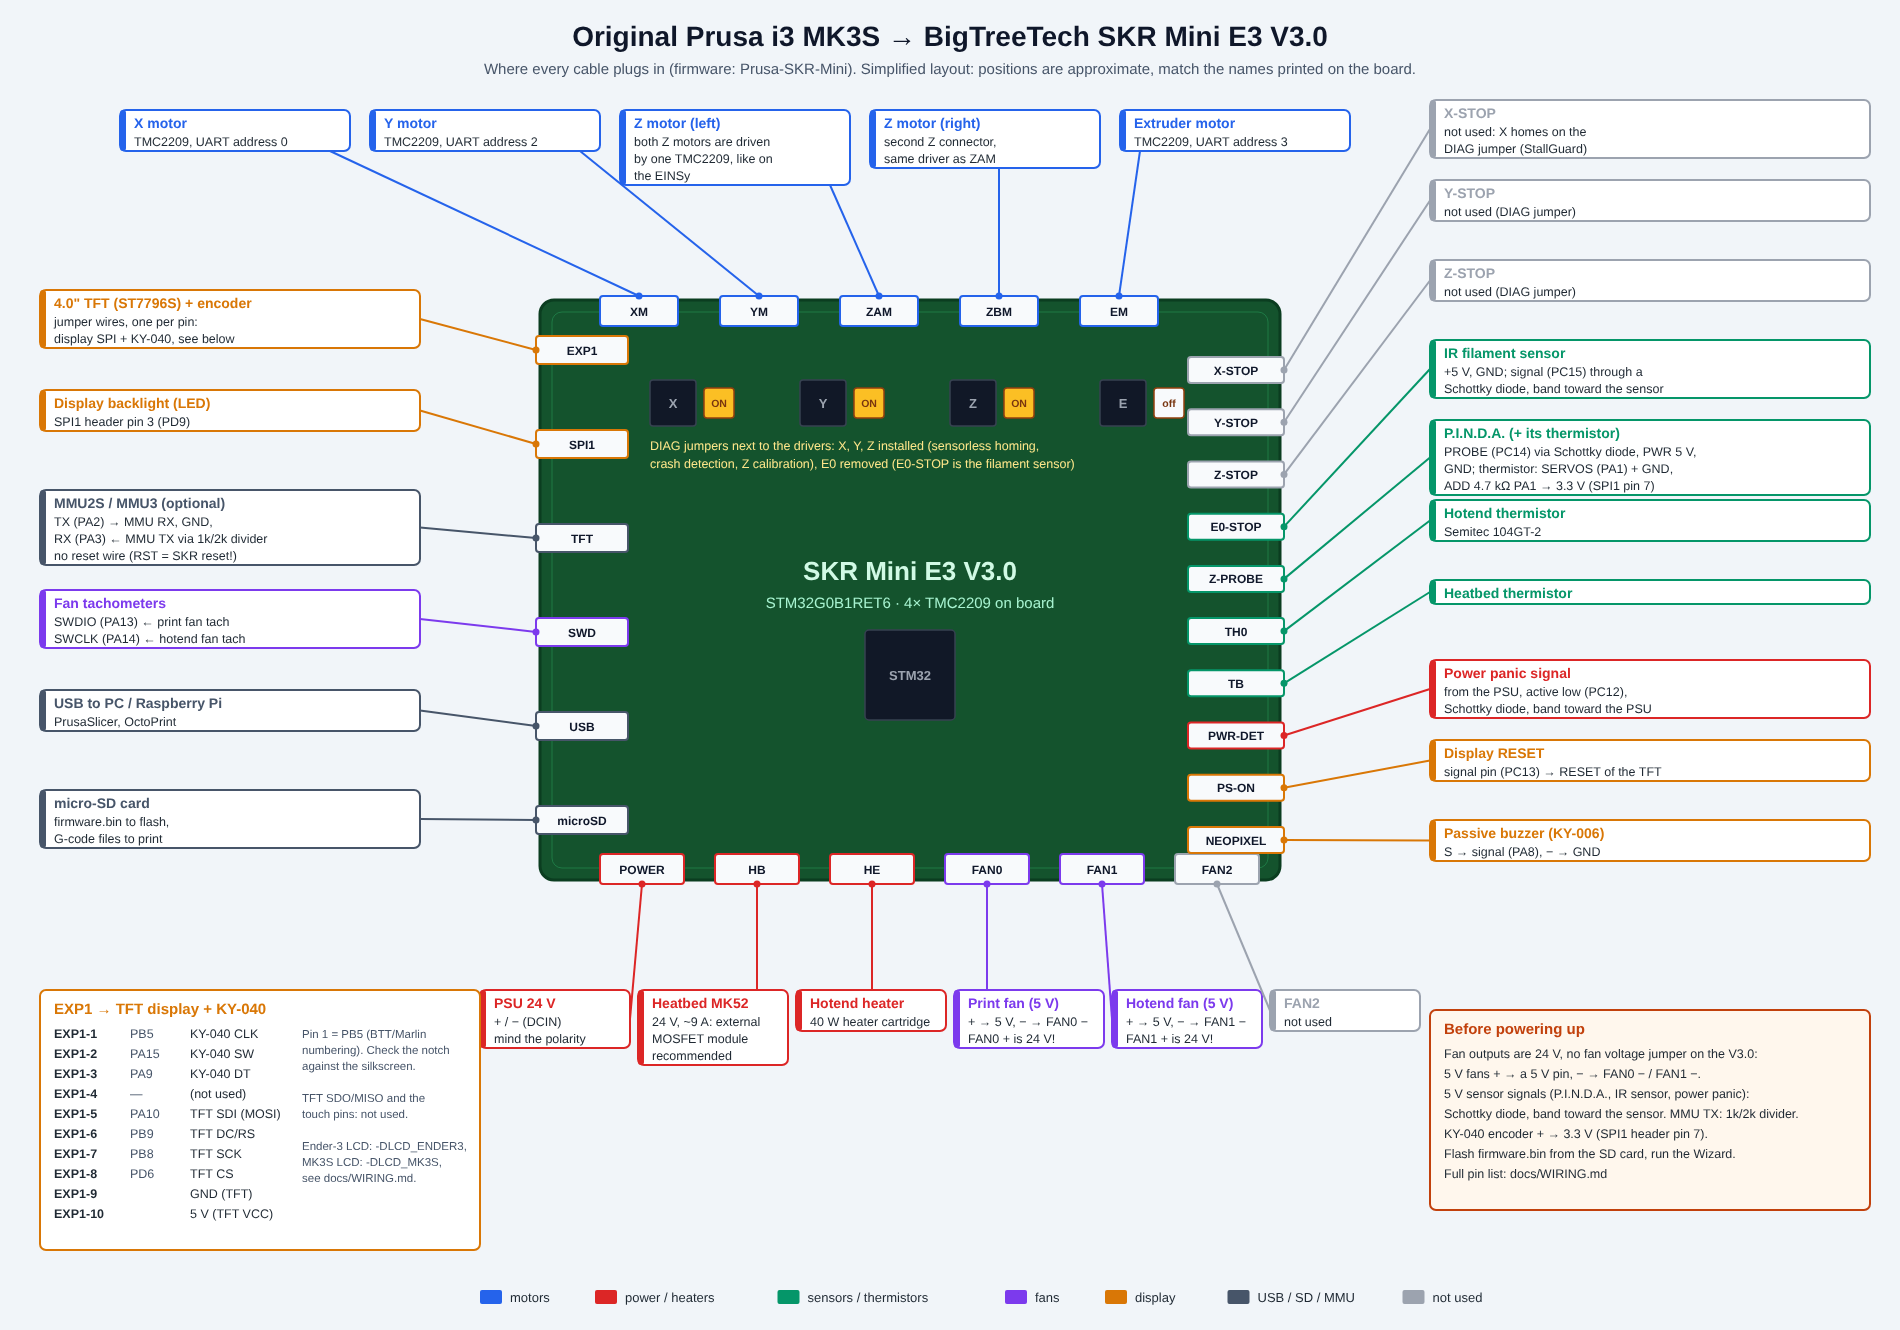 Original Prusa i3 MK3S → BigTreeTech SKR Mini E3 V3.0
Where every cable plugs in (firmware: Prusa-SKR-Mini). Simplified layout: positions are approximate, match the names printed on the board.
X motor
TMC2209, UART address 0
Y motor
TMC2209, UART address 2
Z motor (left)
both Z motors are driven
by one TMC2209, like on
the EINSy
Z motor (right)
second Z connector,
same driver as ZAM
Extruder motor
TMC2209, UART address 3
X-STOP
not used: X homes on the
DIAG jumper (StallGuard)
Y-STOP
not used (DIAG jumper)
Z-STOP
not used (DIAG jumper)
IR filament sensor
+5 V, GND; signal (PC15) through a
Schottky diode, band toward the sensor
P.I.N.D.A. (+ its thermistor)
PROBE (PC14) via Schottky diode, PWR 5 V,
GND; thermistor: SERVOS (PA1) + GND,
ADD 4.7 kΩ PA1 → 3.3 V (SPI1 pin 7)
Hotend thermistor
Semitec 104GT-2
Heatbed thermistor
Power panic signal
from the PSU, active low (PC12),
Schottky diode, band toward the PSU
Display RESET
signal pin (PC13) → RESET of the TFT
Passive buzzer (KY-006)
S → signal (PA8), − → GND
4.0" TFT (ST7796S) + encoder
jumper wires, one per pin:
display SPI + KY-040, see below
Display backlight (LED)
SPI1 header pin 3 (PD9)
MMU2S / MMU3 (optional)
TX (PA2) → MMU RX, GND,
RX (PA3) ← MMU TX via 1k/2k divider
no reset wire (RST = SKR reset!)
Fan tachometers
SWDIO (PA13) ← print fan tach
SWCLK (PA14) ← hotend fan tach
USB to PC / Raspberry Pi
PrusaSlicer, OctoPrint
micro-SD card
firmware.bin to flash,
G-code files to print
XM
YM
ZAM
ZBM
EM
EXP1
SPI1
TFT
SWD
USB
microSD
X
ON
Y
ON
Z
ON
E
off
DIAG jumpers next to the drivers: X, Y, Z installed (sensorless homing,
crash detection, Z calibration), E0 removed (E0-STOP is the filament sensor)
SKR Mini E3 V3.0
STM32G0B1RET6 · 4× TMC2209 on board
STM32
X-STOP
Y-STOP
Z-STOP
E0-STOP
Z-PROBE
TH0
TB
PWR-DET
PS-ON
NEOPIXEL
POWER
HB
HE
FAN0
FAN1
FAN2
PSU 24 V
+ / − (DCIN)
mind the polarity
Heatbed MK52
24 V, ~9 A: external
MOSFET module
recommended
Hotend heater
40 W heater cartridge
Print fan (5 V)
+ → 5 V, − → FAN0 −
FAN0 + is 24 V!
Hotend fan (5 V)
+ → 5 V, − → FAN1 −
FAN1 + is 24 V!
FAN2
not used
EXP1 → TFT display + KY-040
EXP1-1 PB5 KY-040 CLK
EXP1-2 PA15 KY-040 SW
EXP1-3 PA9 KY-040 DT
EXP1-4 — (not used)
EXP1-5 PA10 TFT SDI (MOSI)
EXP1-6 PB9 TFT DC/RS
EXP1-7 PB8 TFT SCK
EXP1-8 PD6 TFT CS
EXP1-9 GND (TFT)
EXP1-10 5 V (TFT VCC)
Pin 1 = PB5 (BTT/Marlin
numbering). Check the notch
against the silkscreen.
TFT SDO/MISO and the
touch pins: not used.
Ender-3 LCD: -DLCD_ENDER3,
MK3S LCD: -DLCD_MK3S,
see docs/WIRING.md.
Before powering up
Fan outputs are 24 V, no fan voltage jumper on the V3.0:
5 V fans + → a 5 V pin, − → FAN0 − / FAN1 −.
5 V sensor signals (P.I.N.D.A., IR sensor, power panic):
Schottky diode, band toward the sensor. MMU TX: 1k/2k divider.
KY-040 encoder + → 3.3 V (SPI1 header pin 7).
Flash firmware.bin from the SD card, run the Wizard.
Full pin list: docs/WIRING.md
motors
power / heaters
sensors / thermistors
fans
display
USB / SD / MMU
not used